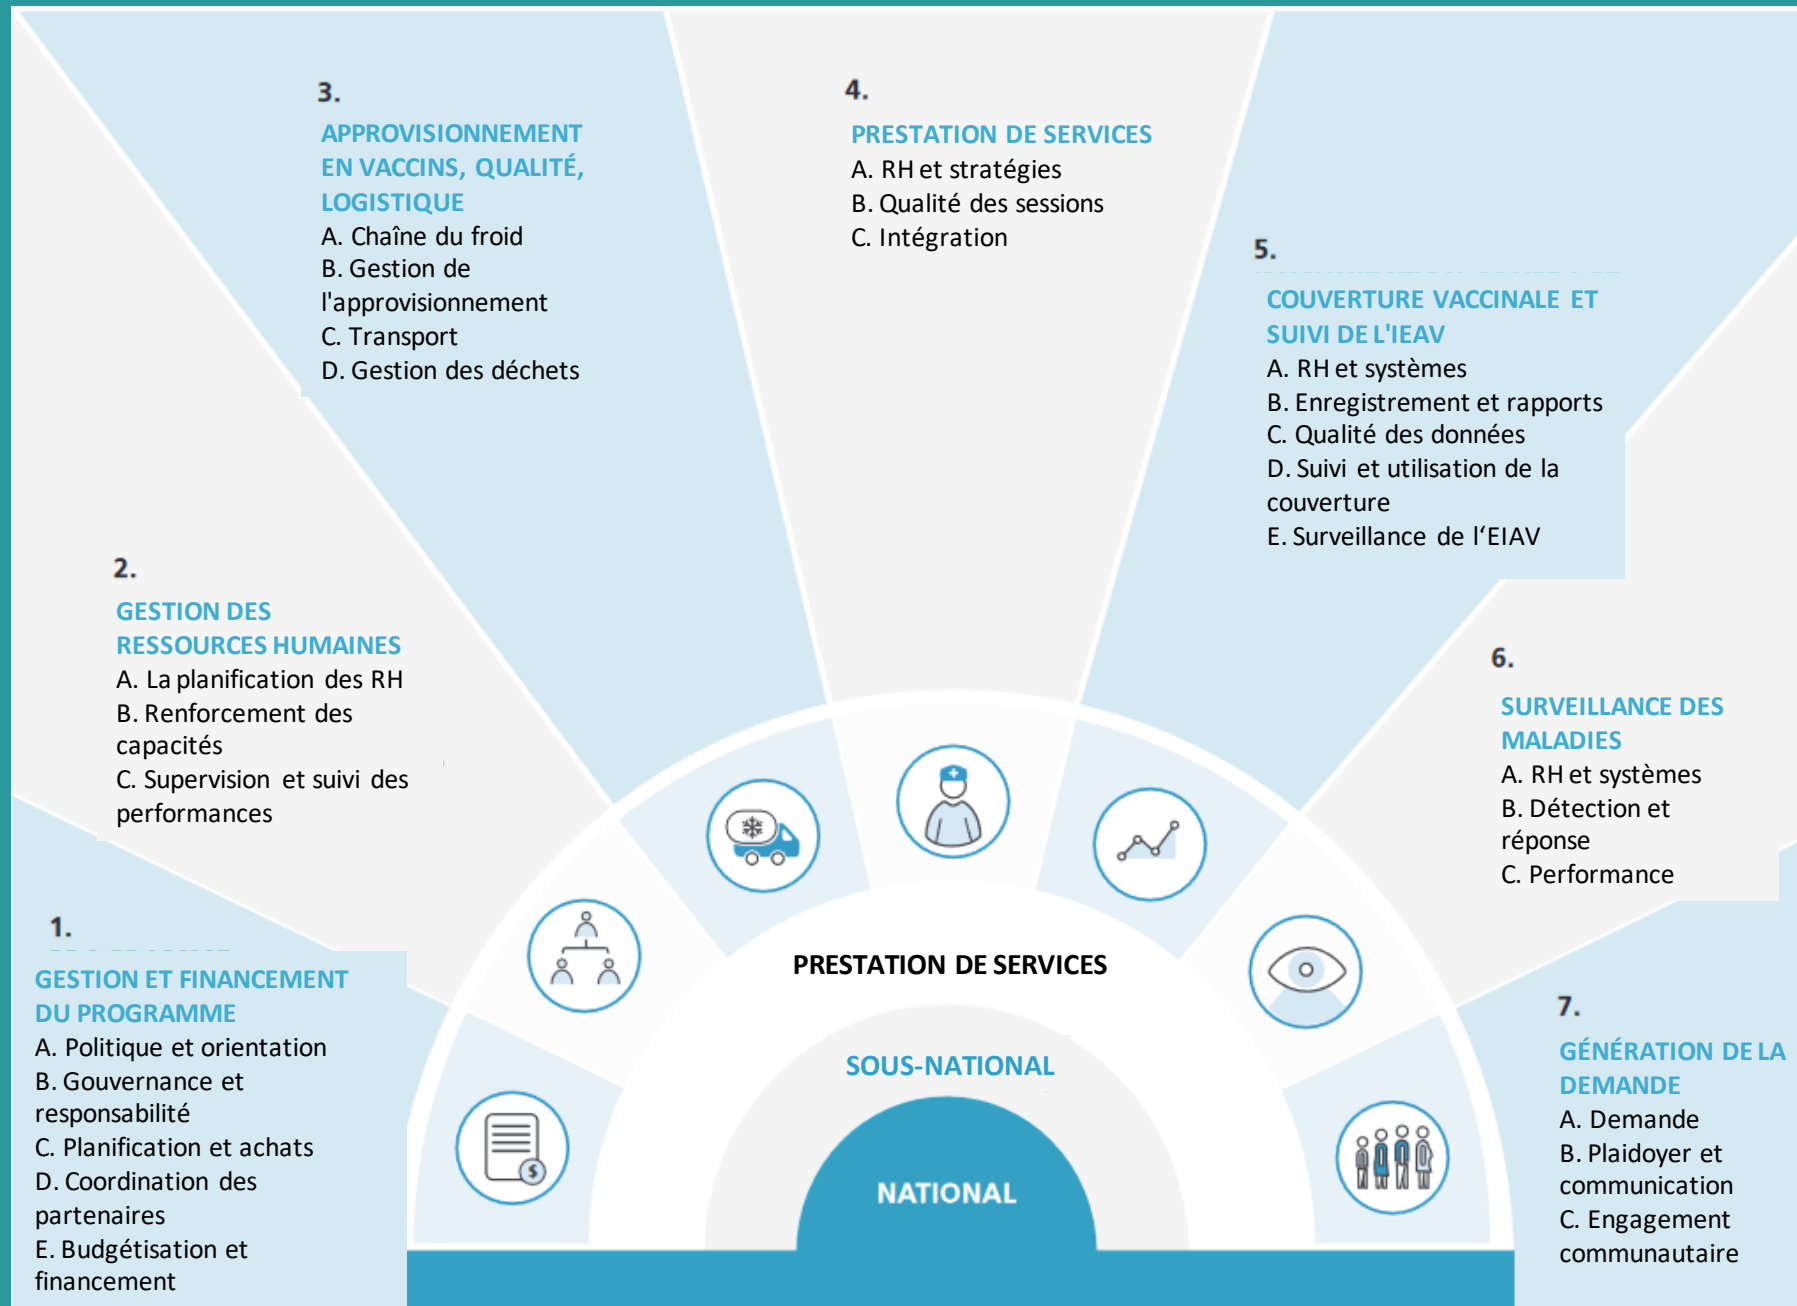 1.
GESTION ET FINANCEMENT
DU PROGRAMME
A. Politique et orientation
B. Gouvernance et
responsabilité
C. Planification et achats
D. Coordination des
partenaires
E. Budgétisation et
financement
2.
GESTION DES
RESSOURCES HUMAINES
A. La planification des RH
B. Renforcement des
capacités
C. Supervision et suivi des
performances
3.
APPROVISIONNEMENT
EN VACCINS, QUALITÉ,
LOGISTIQUE
A. Chaîne du froid
B. Gestion de
l'approvisionnement
C. Transport
D. Gestion des déchets
4.
PRESTATION DE SERVICES
A. RH et stratégies
B. Qualité des sessions
C. Intégration
5.
COUVERTURE VACCINALE ET
SUIVI DE L'IEAV
A. RH et systèmes
B. Enregistrement et rapports
C. Qualité des données
D. Suivi et utilisation de la
couverture
E. Surveillance de l‘EIAV
6.
SURVEILLANCE DES
MALADIES
A. RH et systèmes
B. Détection et
réponse
C. Performance
7.
GÉNÉRATION DE LA
DEMANDE
A. Demande
B. Plaidoyer et
communication
C. Engagement
communautaire
PRESTATION DE SERVICES
SOUS-NATIONAL
NATIONAL
$